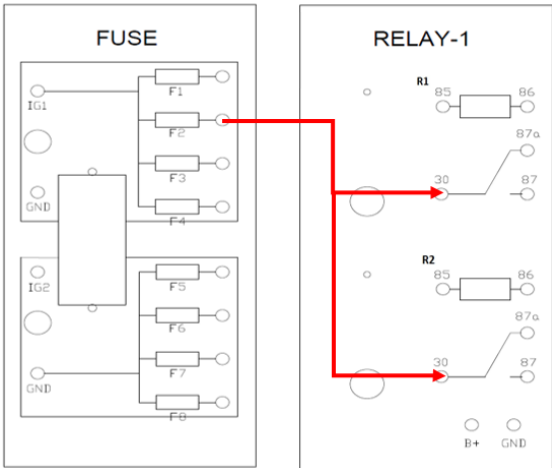 FUSE
IG1
F1
F2
F3
GND
F4
IG2
F5
F6
F7
GND
F8
RELAY-1
R1
85
86
87a
30
87
R2
85
86
87a
30
87
B+
GND